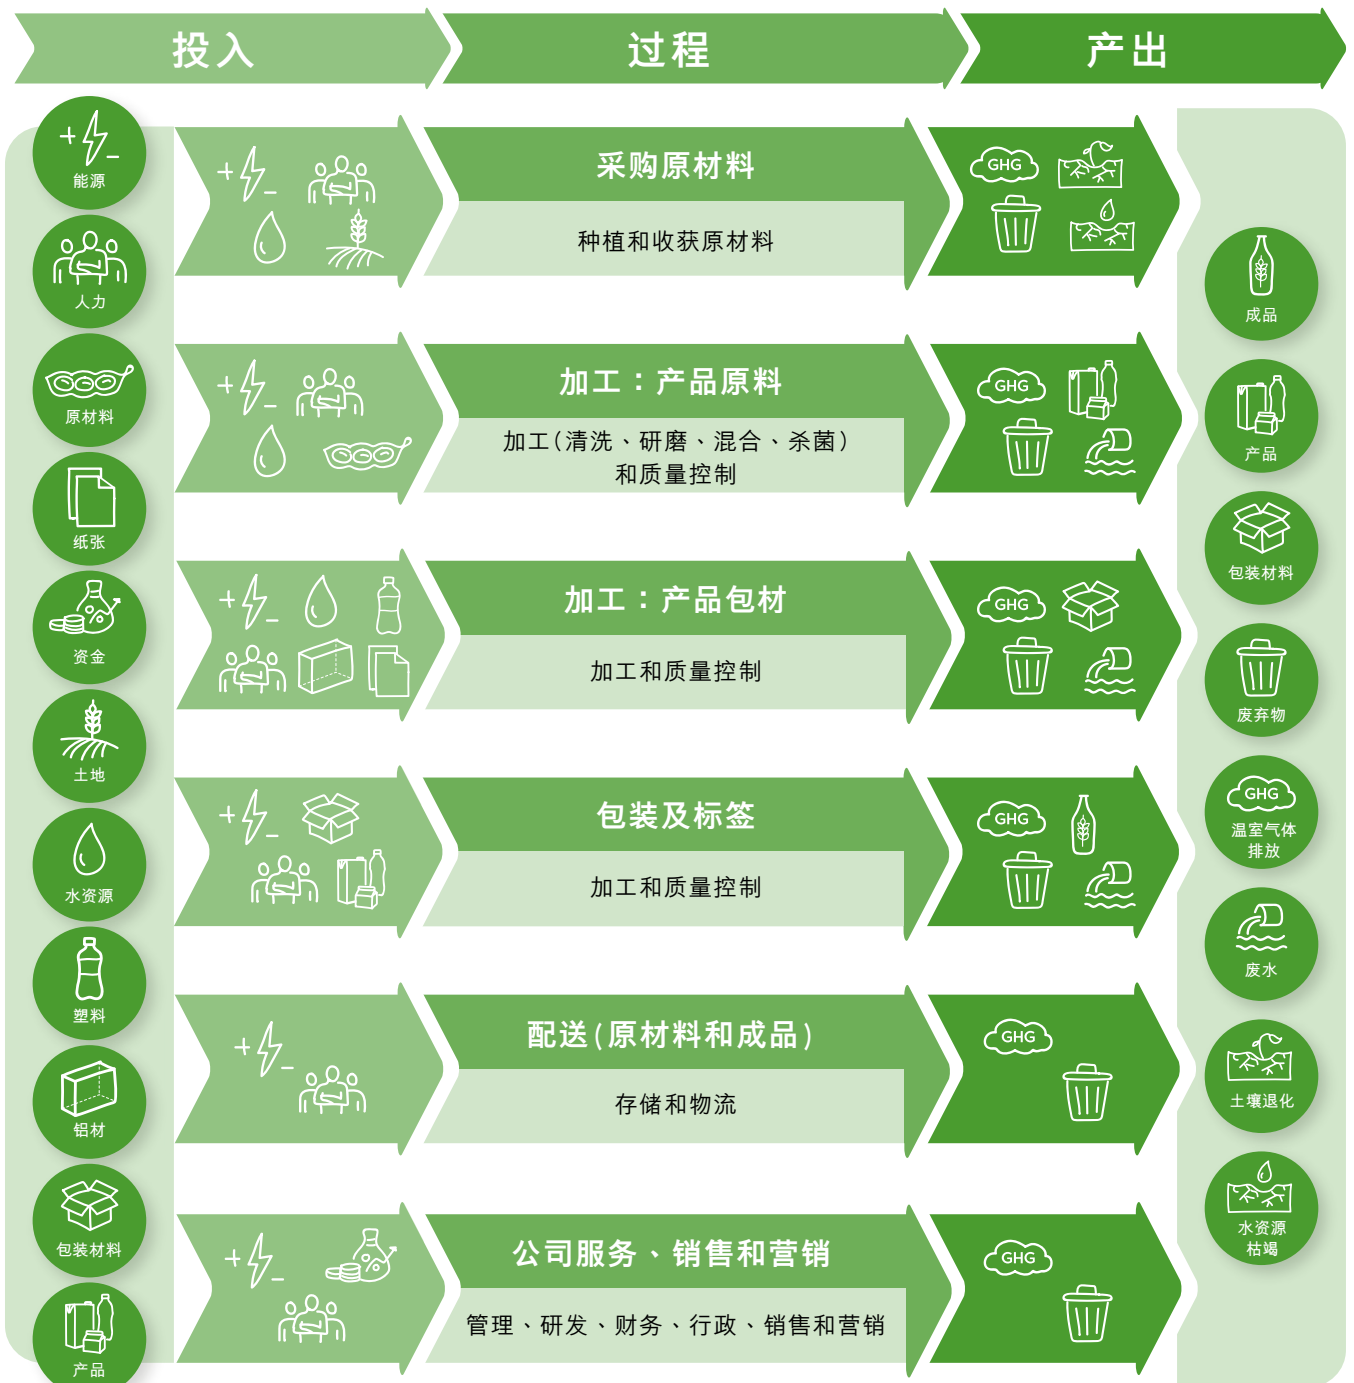 投入
过程
产出
能源
人力
原材料
纸张
资金
土地
水资源
塑料
铝材
包装材料
产品
采购原材料
种植和收获原材料
GHG
加工：产品原料
加工(清洗、研磨、混合、杀菌)
和质量控制
GHG
加工：产品包材
加工和质量控制
GHG
包装及标签
加工和质量控制
GHG
配送(原材料和成品)
存储和物流
GHG
公司服务、销售和营销
管理、研发、财务、行政、销售和营销
GHG
成品
产品
包装材料
废弃物
GHG
温室气体
排放
废水
土壤退化
水资源
枯竭